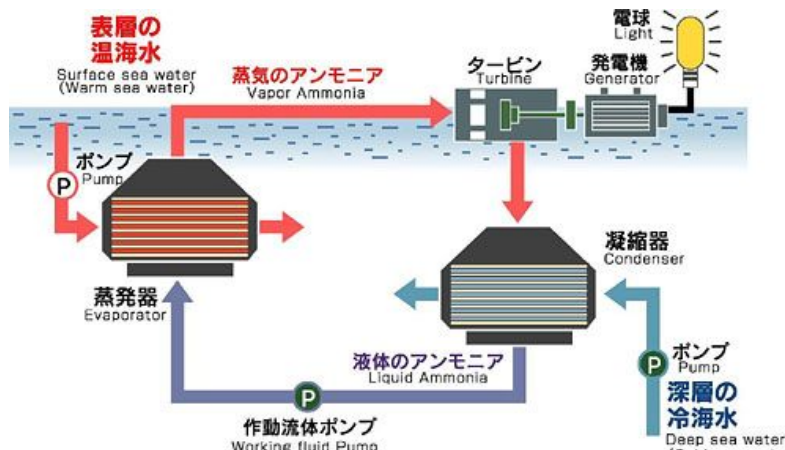 表層の
温海水
Surface sea water
(Warm sea water)
蒸気のアンモニア
Vapor Ammonia
タービン
Turbine
発電機
Generator
電球
Light
ポンプ
Pump
P
蒸発器
Evaporator
凝縮器
Condenser
液体のアンモニア
Liquid Ammonia
P
作動流体ポンプ
Working fluid Pump
P
ポンプ
Pump
深層の
冷海水
Deep sea water